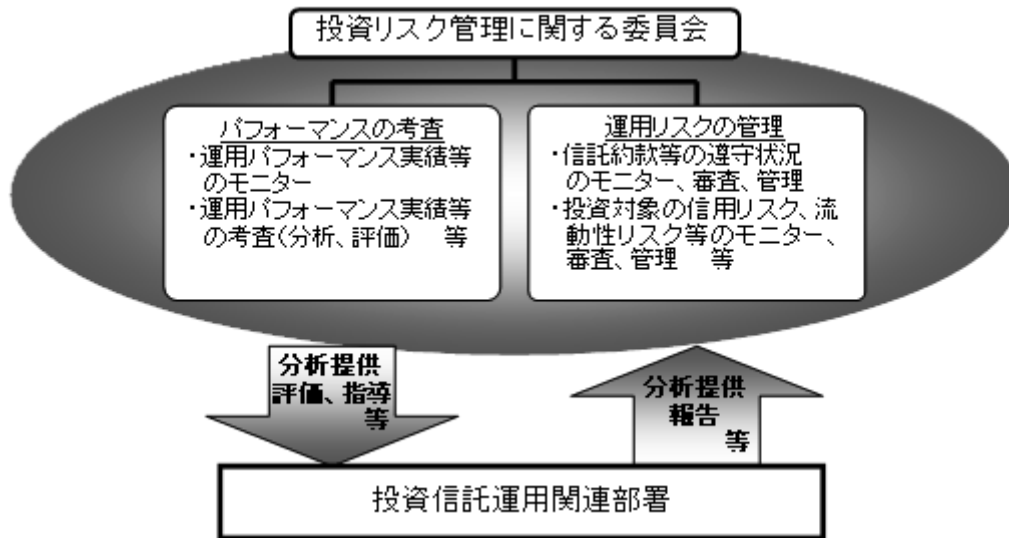 投資リスク管理に関する委員会
パフォーマンスの考査
・運用パフォーマンス実績等
のモニター
・運用パフォーマンス実績等
の考査(分析、評価)　等
運用リスクの管理
・信託約款等の遵守状況
のモニター、審査、管理
・投資対象の信用リスク、流
動性リスク等のモニター、
審査、管理　等
分析提供
評価、指導
等
分析提供
報告
等
投資信託運用関連部署